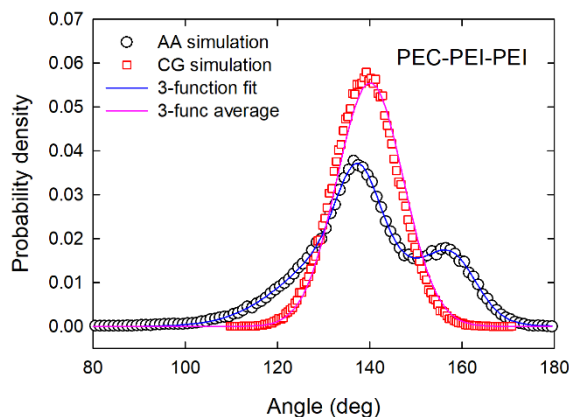 0.07
AA simulation
PEC-PEI-PEI
0.06
CG simulation
3-function fit
0.05
3-func average
0.04
0.03
0.02
0.01
0.00
Probability density
80 100 120 140 160 180
Angle (deg)